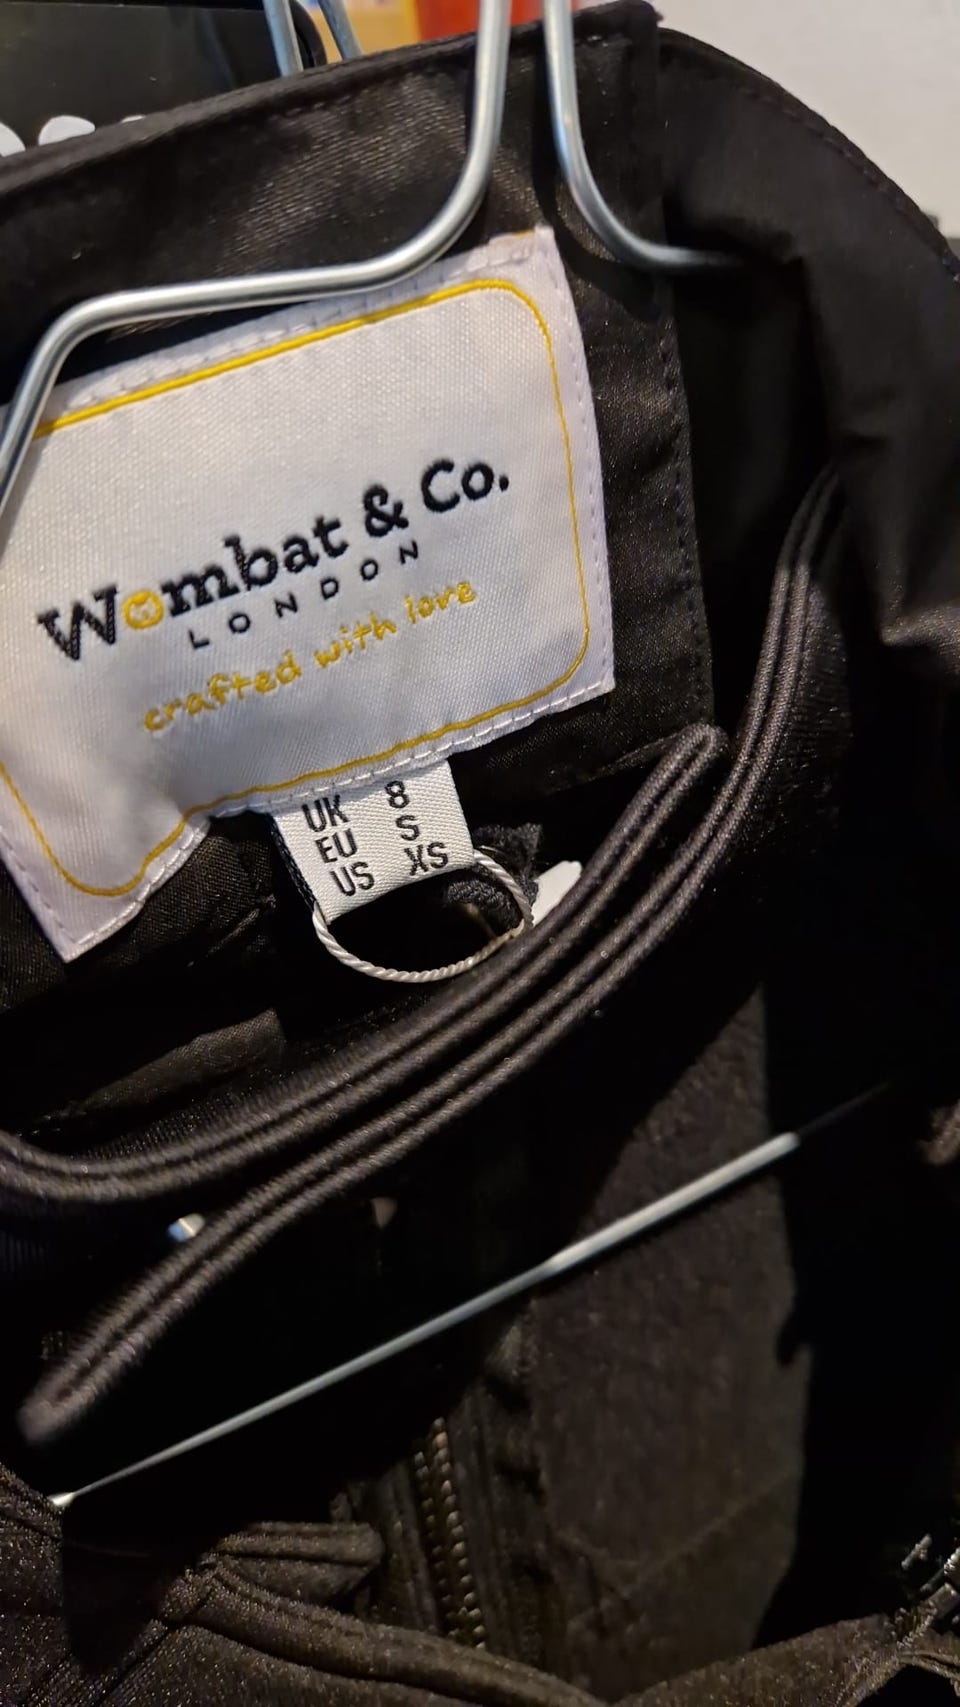 Wombat & Co.
LONDON
crafted with love
UK 8
EU S
US XS